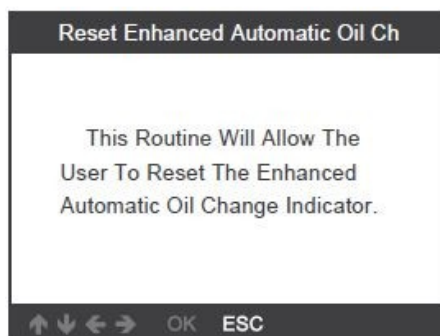 Reset Enhanced Automatic Oil Ch
This Routine Will Allow The
User To Reset The Enhanced
Automatic Oil Change Indicator.
OK ESC